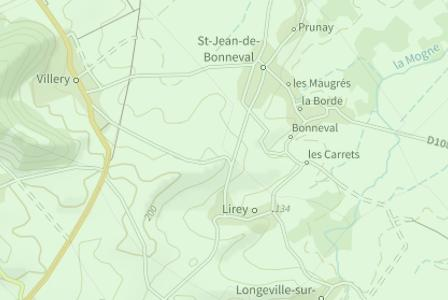 Prunay
St-Jean-de-
Bonneval
la Mogne
Villery
les Maugrés
la Borde
Bonneval
D108
les Carrets
Lirey
134
200
Longeville-sur-